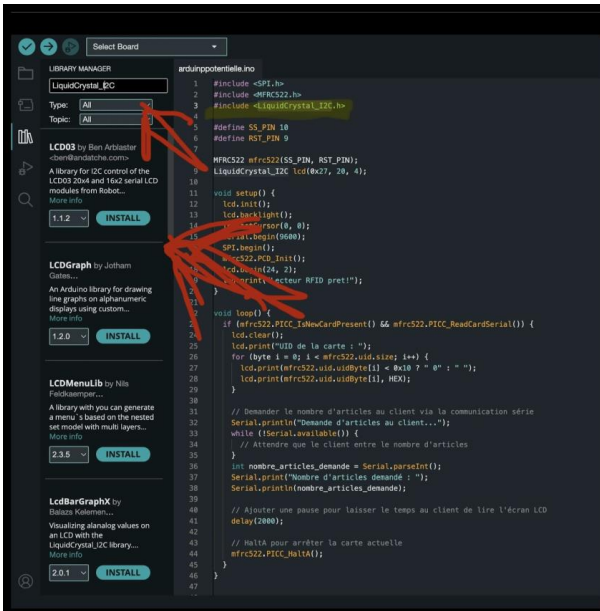 Select Board
LIBRARY MANAGER
LiquidCrystal_I2C
Type: All
Topic: All
LCD03 by Ben Arblaster
<ben@andatche.com>
A library for I2C control of the
LCD03 20x4 and 16x2 serial LCD
modules from Robot...
More info
1.1.2
INSTALL
LCDGraph by Jotham
Gates...
An Arduino library for drawing
line graphs on alphanumeric
displays using custom...
More info
1.2.0
INSTALL
LCDMenuLib by Nils
Feldkaemper...
A library with you can generate
a menu`s based on the nested
set model with multi layers...
More info
2.3.5
INSTALL
LcdBarGraphX by
Balazs Kelemen...
Visualizing alanalog values on
an LCD with the
LiquidCrystal_I2C library....
More info
2.0.1
INSTALL
arduinppotentielle.ino
1 #include <SPI.h>
2 #include <MFRC522.h>
3 #include <LiquidCrystal_I2C.h>
4
5 #define SS_PIN 10
6 #define RST_PIN 9
7
MFRC522 mfrc522(SS_PIN, RST_PIN);
9 LiquidCrystal_I2C lcd(0x27, 20, 4);
10
11 void setup() {
12 lcd.init();
13 lcd.backlight();
Cursor(0, 0);
15 .begin(9600);
SPI.begin();
mfrc522.PCD_Init();
(24, 2);
Lecteur RFID pret!");
20 }
21
22 void loop() {
23 if (mfrc522.PICC_IsNewCardPresent() && mfrc522.PICC_ReadCardSerial()) {
24 lcd.clear();
25 lcd.print("UID de la carte : ");
26 for (byte i = 0; i < mfrc522.uid.size; i++) {
27 lcd.print(mfrc522.uid.uidByte[i] < 0x10 ? " 0" : " ");
28 lcd.print(mfrc522.uid.uidByte[i], HEX);
29 }
30
31 // Demander le nombre d'articles au client via la communication série
32 Serial.println("Demande d'articles au client...");
33 while (!Serial.available()) {
34 // Attendre que le client entre le nombre d'articles
35 }
36 int nombre_articles_demande = Serial.parseInt();
37 Serial.print("Nombre d'articles demandé : ");
38 Serial.println(nombre_articles_demande);
39
40 // Ajouter une pause pour laisser le temps au client de lire l'écran LCD
41 delay(2000);
42
43 // HaltA pour arrêter la carte actuelle
44 mfrc522.PICC_HaltA();
45 }
46 }
47